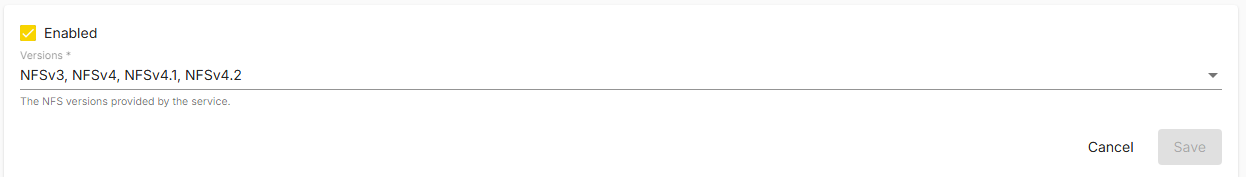 Enabled
Versions *
NFSv3, NFSv4, NFSv4.1, NFSv4.2
The NFS versions provided by the service.
Cancel Save